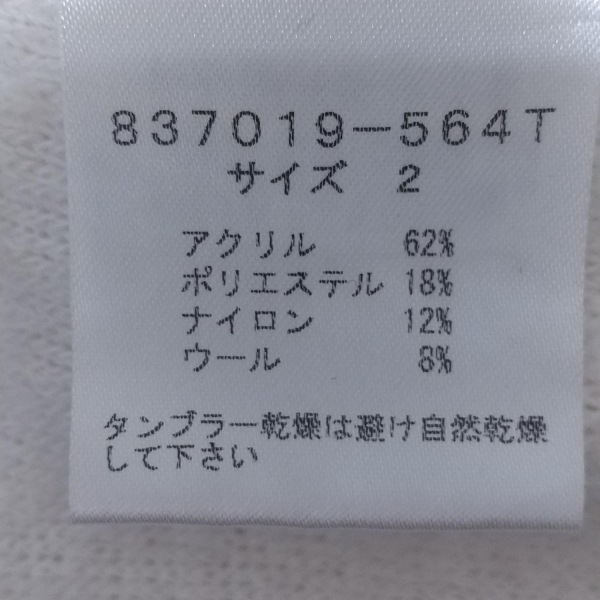 837019-564T
サイズ 2
アクリル 62%
ポリエステル 18%
ナイロン 12%
ウール 8%
タンブラー乾燥は避け自然乾燥
して下さい